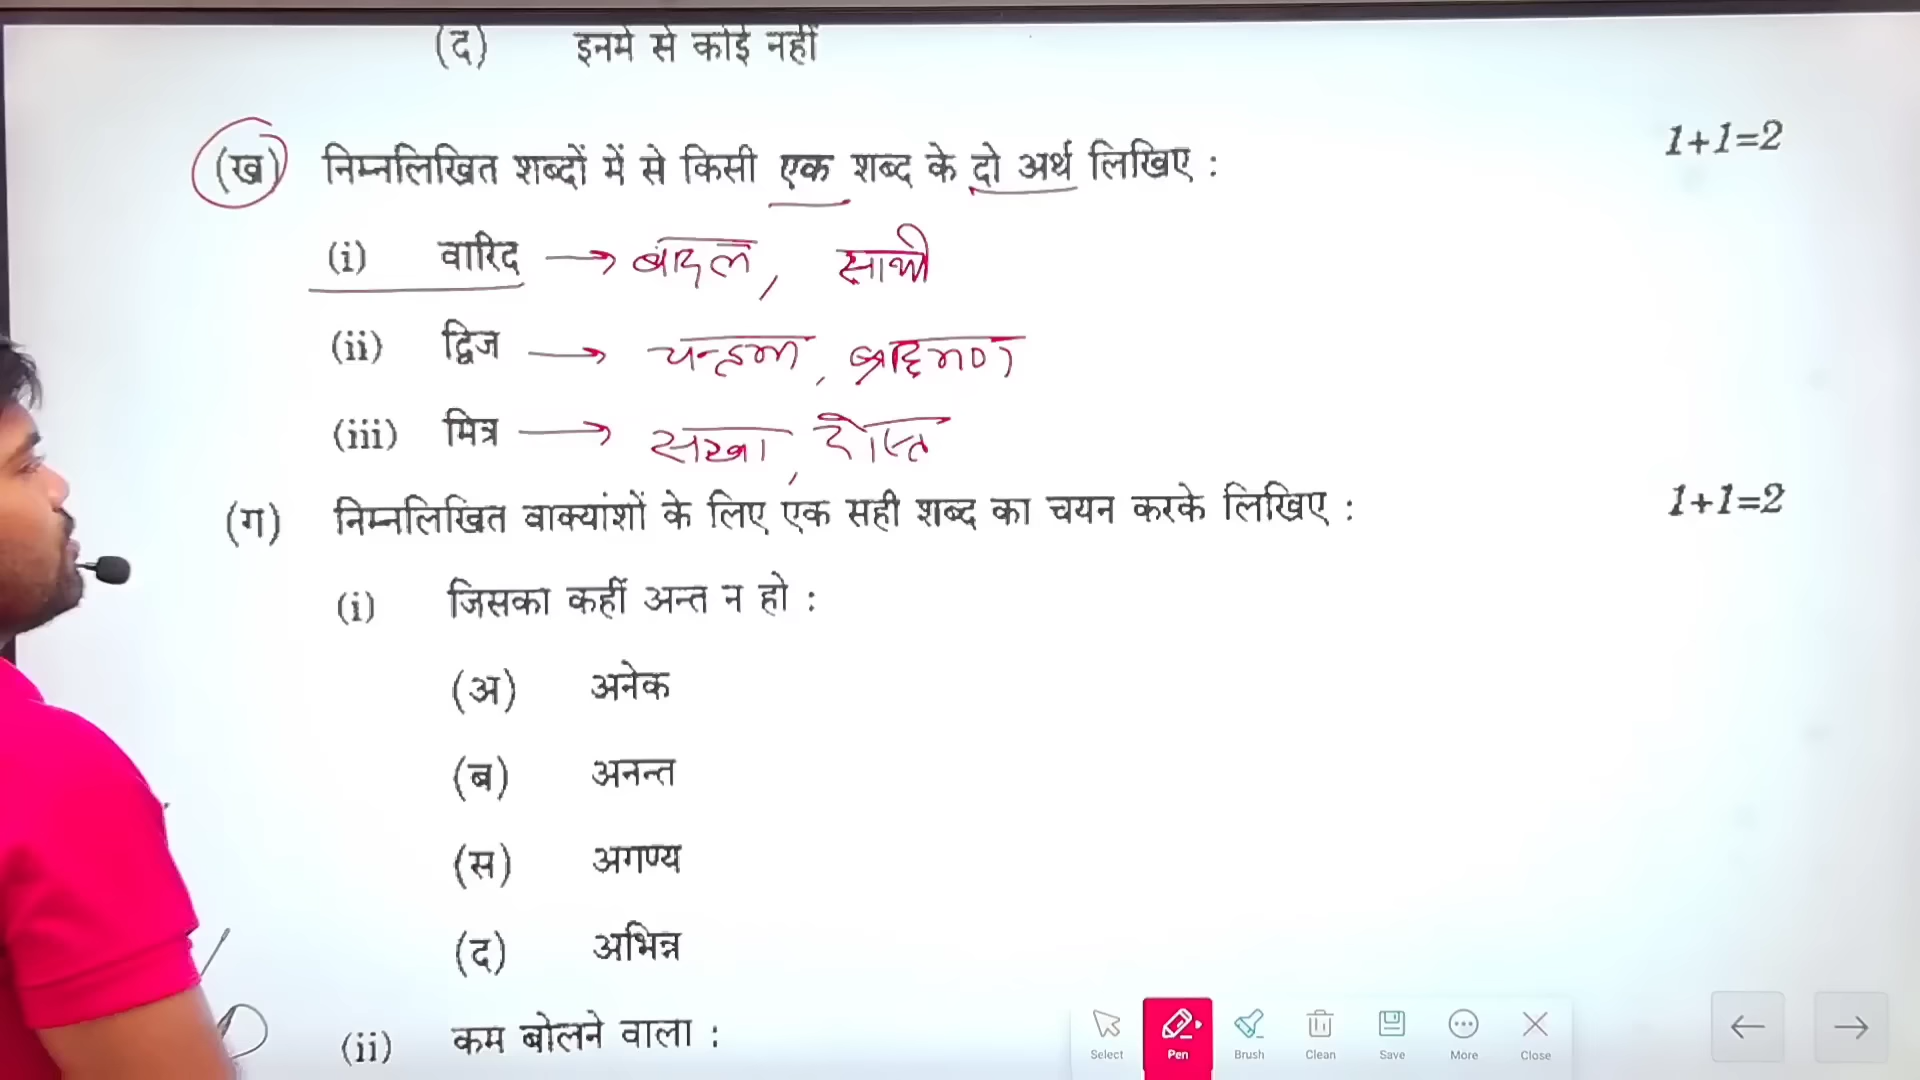 (द) इनमें से कोई नहीं
(ख) निम्नलिखित शब्दों में से किसी एक शब्द के दो अर्थ लिखिए : 1+1=2
(i) वारिद → बादल, साथी
(ii) द्विज → चन्द्रमा, ब्राह्मण
(iii) मित्र → सखा, दोस्त
(ग) निम्नलिखित वाक्यांशों के लिए एक सही शब्द का चयन करके लिखिए : 1+1=2
(i) जिसका कहीं अन्त न हो :
(अ) अनेक
(ब) अनन्त
(स) अगण्य
(द) अभिन्न
(ii) कम बोलने वाला :
Select Pen Brush Clean Save More Close